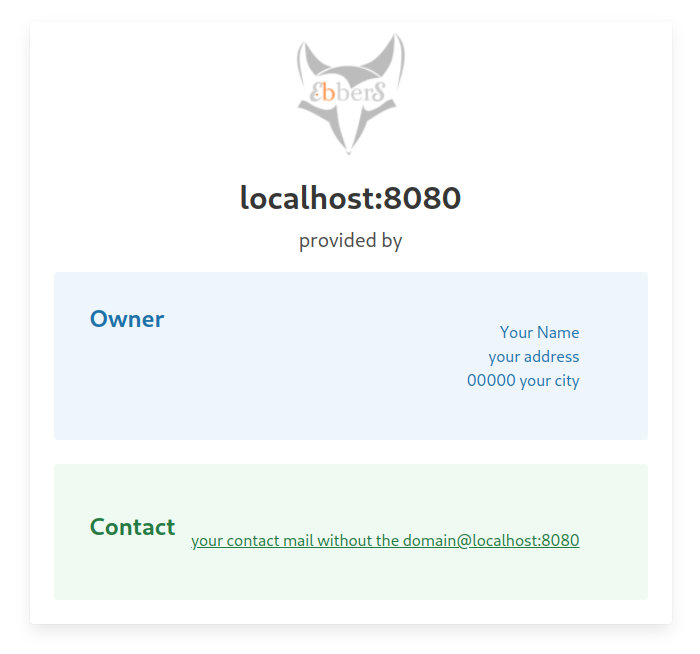 EbberS
localhost:8080
provided by
Owner
Your Name
your address
00000 your city
Contact
your contact mail without the domain@localhost:8080